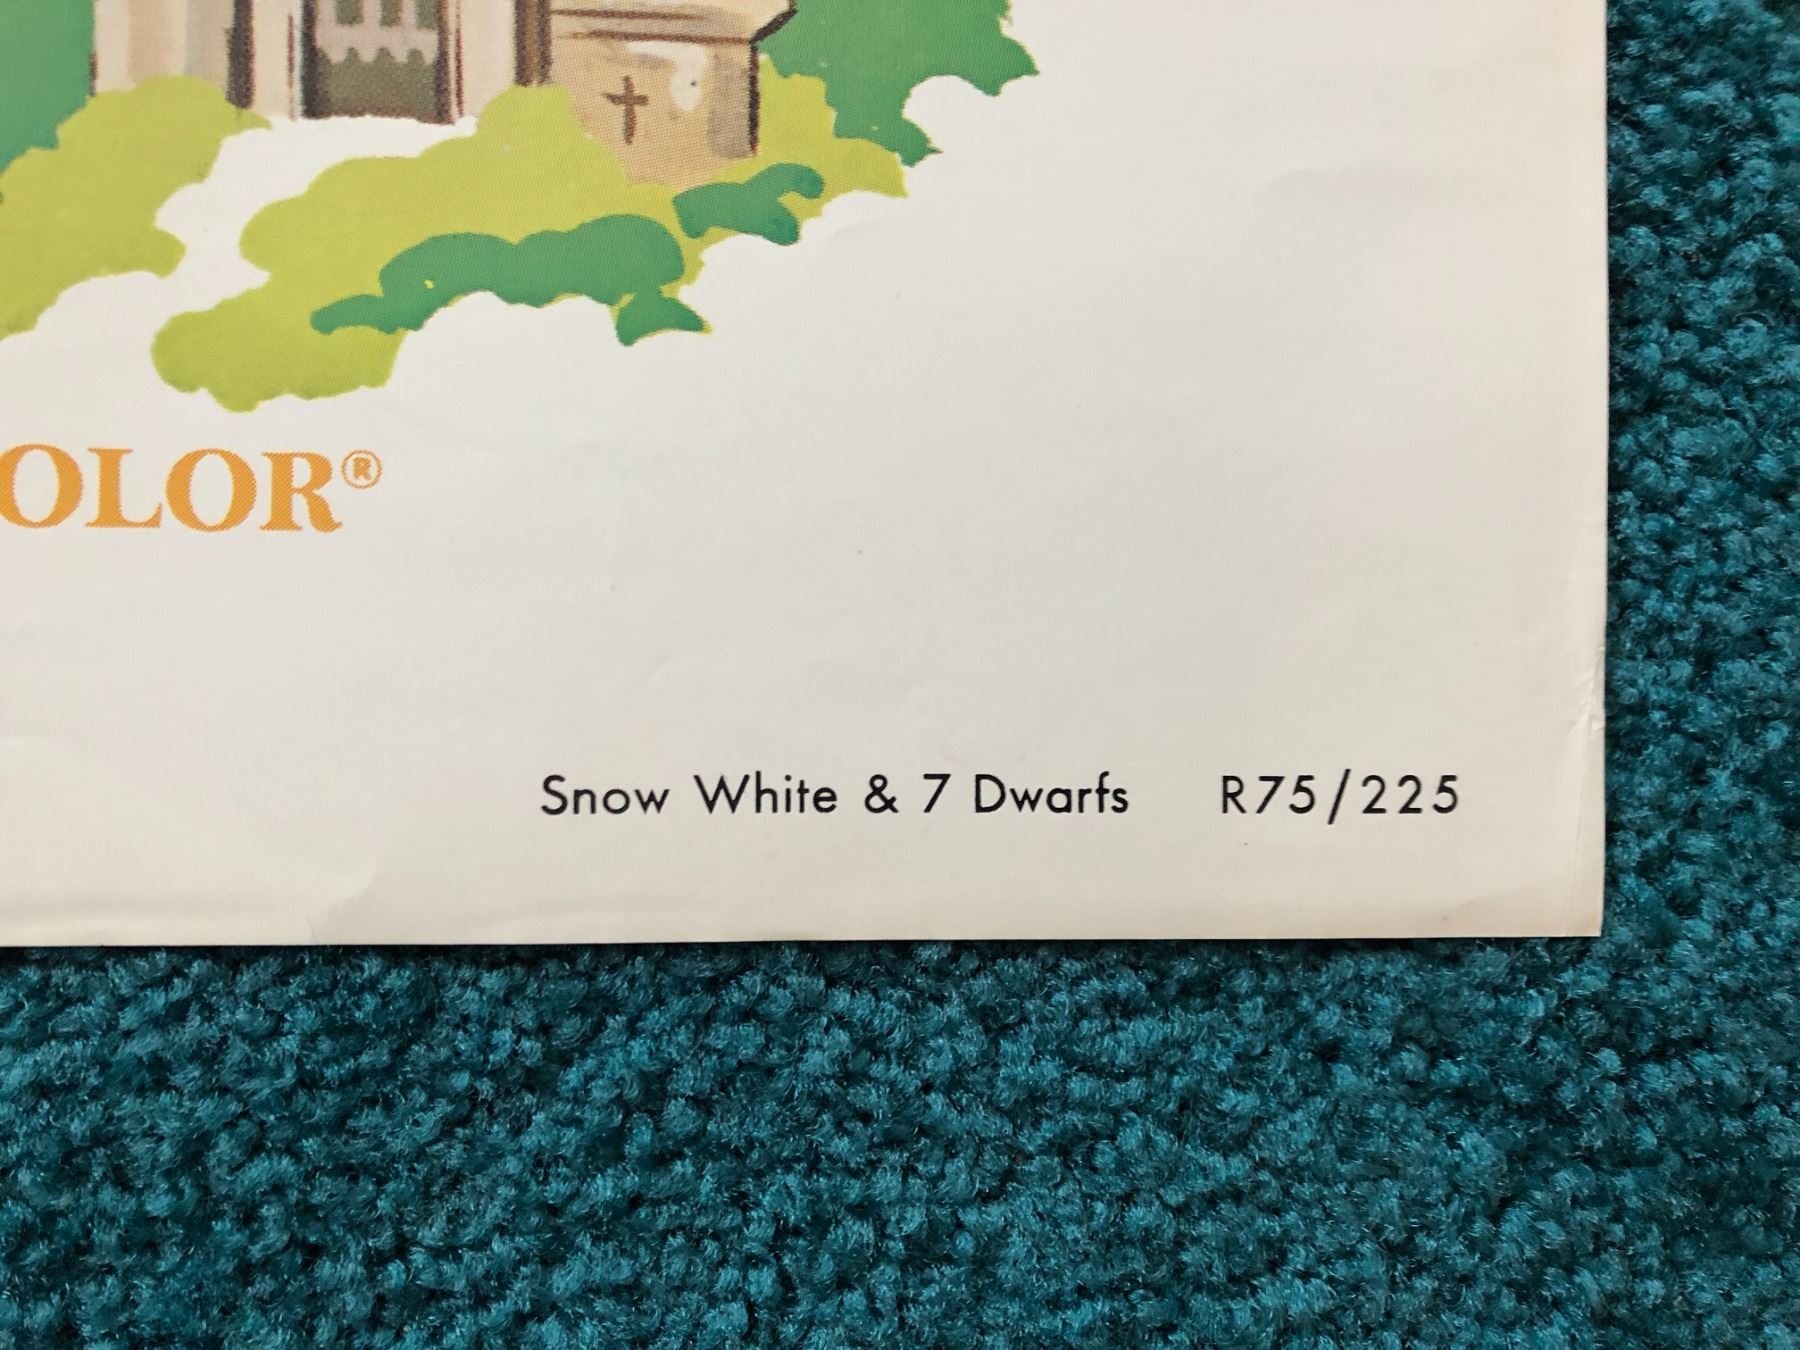 OLOR®
Snow White & 7 Dwarfs R75/225